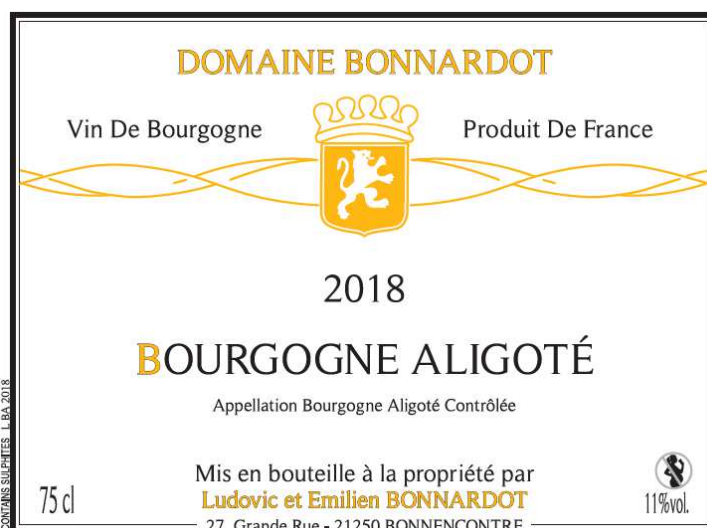 DOMAINE BONNARDOT
Vin De Bourgogne
Produit De France
2018
BOURGOGNE ALIGOTÉ
Appellation Bourgogne Aligoté Contrôlée
CONTAINS SULPHITES L BA 2018
75 cl
Mis en bouteille à la propriété par
Ludovic et Emilien BONNARDOT
27, Grande Rue - 21250 BONNENCONTRE
11%vol.